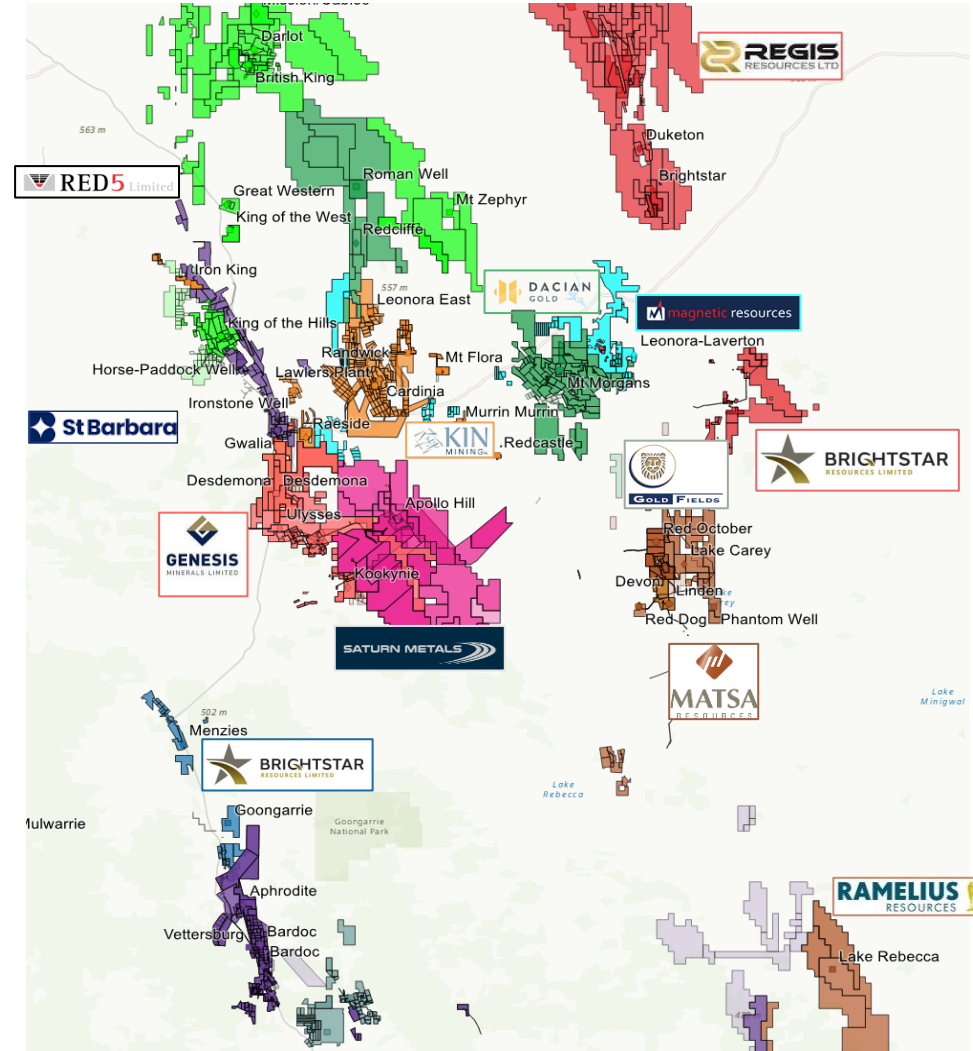 Darlot
British King
REGIS
RESOURCES LTD
563 m
Duketon
RED5 Limited
Roman Well
Brightstar
Great Western
Mt Zephyr
King of the West
Redcliffe
Iron King
557 m
DACIAN
GOLD
Leonora East
magnetic resources
King of the Hills
Leonora-Laverton
Randwick
Mt Flora
Horse-Paddock Well
Lawlers Plant
Mt Morgans
Cardinia
Ironstone Well
Murrin Murrin
St Barbara
Raeside
KIN
MINING
Gwalia
Redcastle
BRIGHTSTAR
RESOURCES LIMITED
Desdemona
Desdemona
GOLD FIELDS
Apollo Hill
Ulysses
Red October
GENESIS
MINERALS LIMITED
Lake Carey
Kookynie
Devon
Linden
Red Dog
Phantom Well
SATURN METALS
MATSA
RESOURCES
Lake
Minigwal
502 m
Menzies
BRIGHTSTAR
RESOURCES LIMITED
Lake
Rebecca
Goongarrie
Mulwarrie
Goongarrie
National Park
Aphrodite
RAMELIUS
RESOURCES
Vettersburg
Bardoc
Bardoc
Lake Rebecca